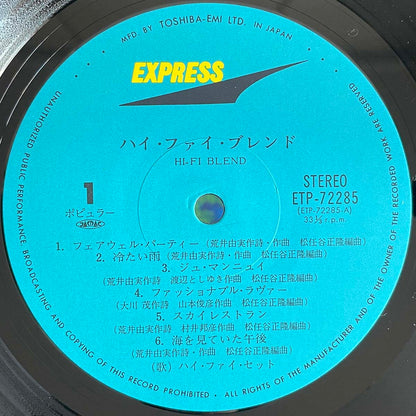 MFD BY TOSHIBA-EMI LTD. IN JAPAN
EXPRESS
ハイ・ファイ・ブレンド
HI-FI BLEND
1
ポピュラー
JASRAC
STEREO
ETP-72285
(ETP-72285 A)
33⅓ r.p.m.
1. フェアウェル・パーティー (荒井由実作詩・作曲 松任谷正隆編曲)
2. 冷たい雨 (荒井由実作詩・作曲 松任谷正隆編曲)
3. ジュ・マンニュイ
(荒井由実作詩 渡辺としゆき作曲 松任谷正隆編曲)
4. ファッショナブル・ラヴァー
(大川 茂作詩 山本俊彦作曲 松任谷正隆編曲)
5. スカイレストラン
(荒井由実作詩 村井邦彦作曲 松任谷正隆編曲)
6. 海を見ていた午後
(荒井由実作詩・作曲 松任谷正隆編曲)
(歌) ハイ・ファイ・セット
UNAUTHORIZED PUBLIC PERFORMANCE BROADCASTING AND COPYING OF THIS RECORD PROHIBITED • ALL RIGHTS OF THE MANUFACTURER AND OF THE OWNER OF THE RECORDED WORK ARE RESERVED